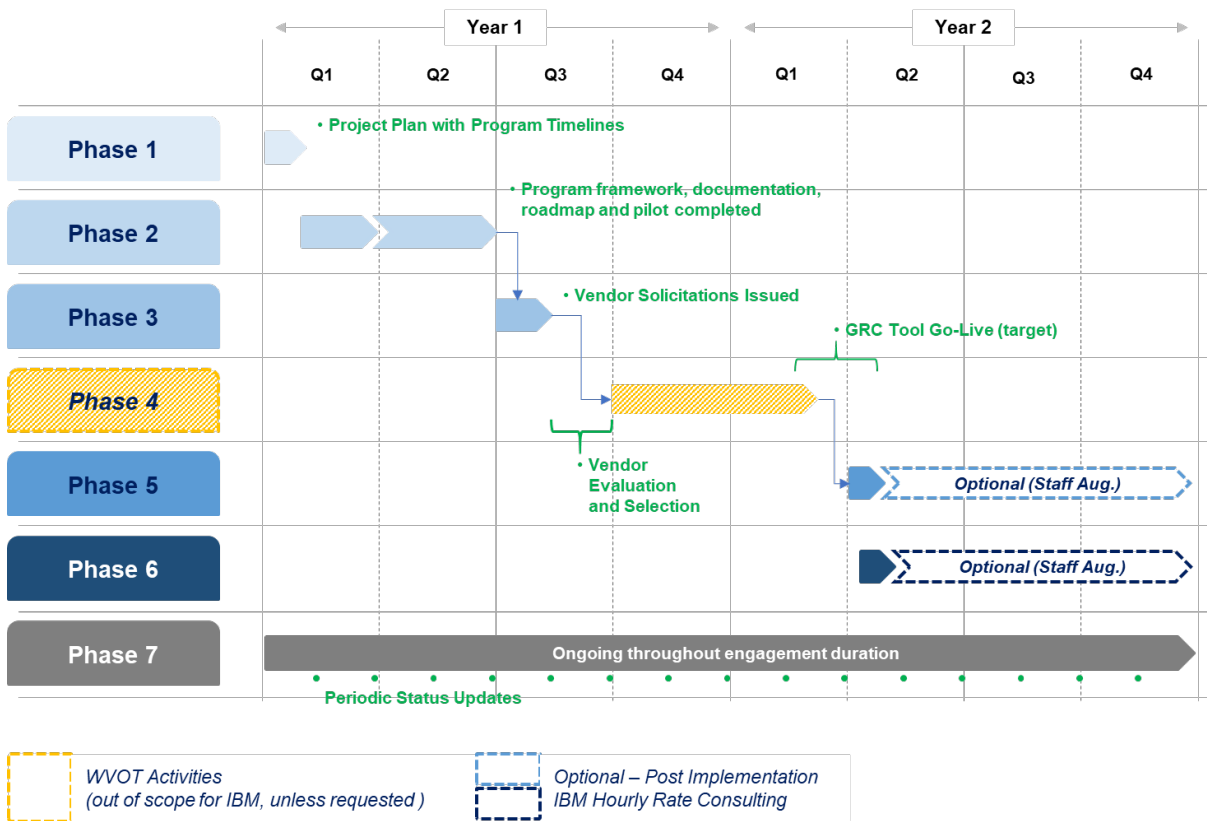 Year 1
Year 2
Q1
Q2
Q3
Q4
Q1
Q2
Q3
Q4
Phase 1
• Project Plan with Program Timelines
Phase 2
• Program framework, documentation,
roadmap and pilot completed
Phase 3
• Vendor Solicitations Issued
• GRC Tool Go-Live (target)
Phase 4
• Vendor
Evaluation
and Selection
Phase 5
Optional (Staff Aug.)
Phase 6
Optional (Staff Aug.)
Phase 7
Ongoing throughout engagement duration
Periodic Status Updates
WVOT Activities
(out of scope for IBM, unless requested )
Optional – Post Implementation
IBM Hourly Rate Consulting